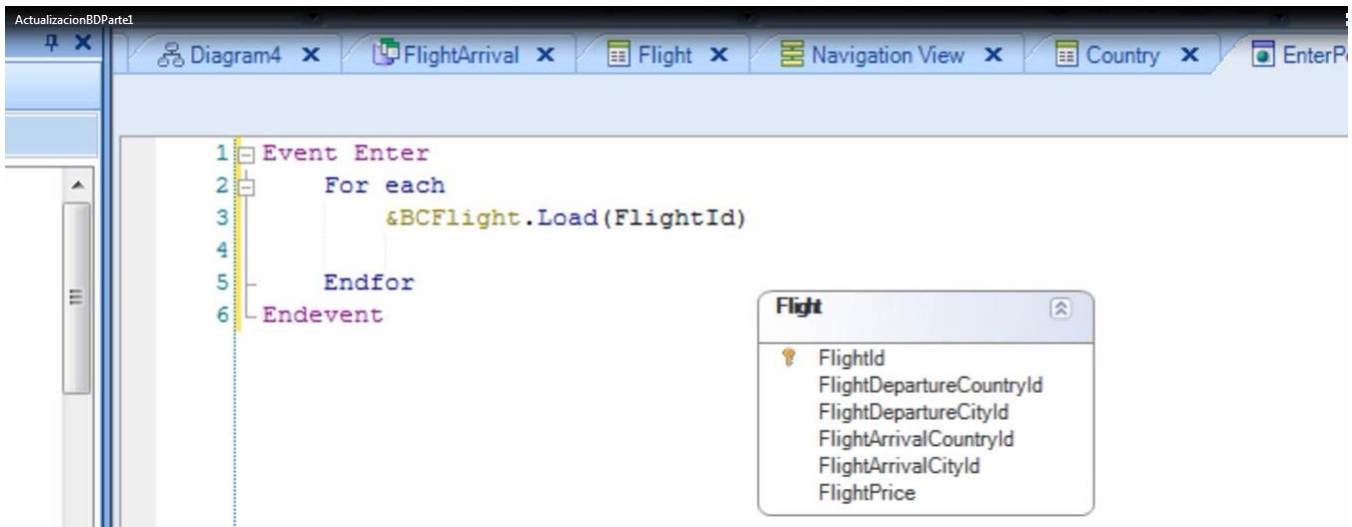 ActualizacionBDParte1
Diagram4 FlightArrival Flight Navigation View Country
1 Event Enter
2 For each
3 &BCFlight.Load(FlightId)
4
5 Endfor
6 Endevent
Flight
FlightId
FlightDepartureCountryId
FlightDepartureCityId
FlightArrivalCountryId
FlightArrivalCityId
FlightPrice